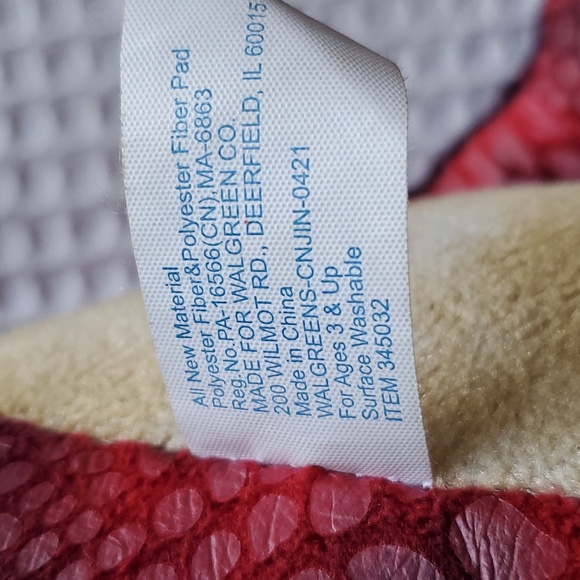 All New Material
Polyester Fiber&Polyester Fiber Pad
Reg. No.PA-16566(CN),MA-6863
MADE FOR WALGREEN CO.
200 WILMOT RD., DEERFIELD, IL 60015
Made in China
WALGREENS-CNJIN-0421
For Ages 3 & Up
Surface Washable
ITEM 345032